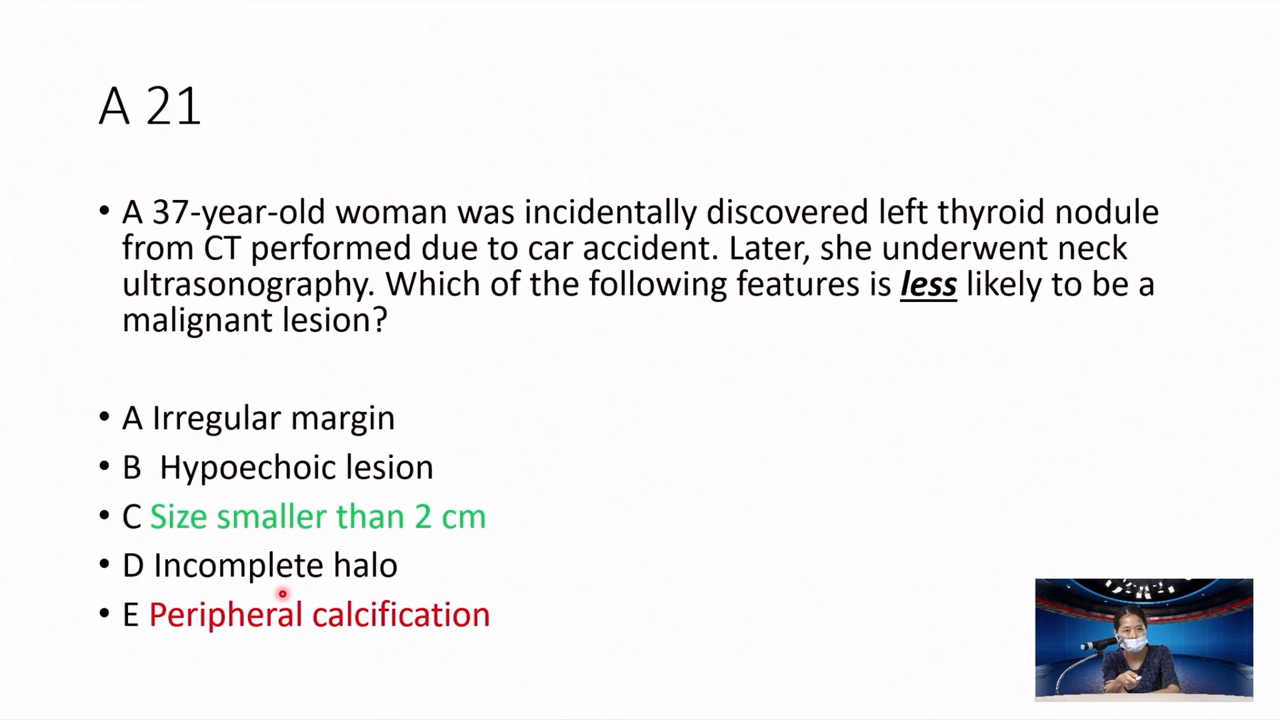 A 21
• A 37-year-old woman was incidentally discovered left thyroid nodule
from CT performed due to car accident. Later, she underwent neck
ultrasonography. Which of the following features is less likely to be a
malignant lesion?
• A Irregular margin
• B Hypoechoic lesion
• C Size smaller than 2 cm
• D Incomplete halo
• E Peripheral calcification